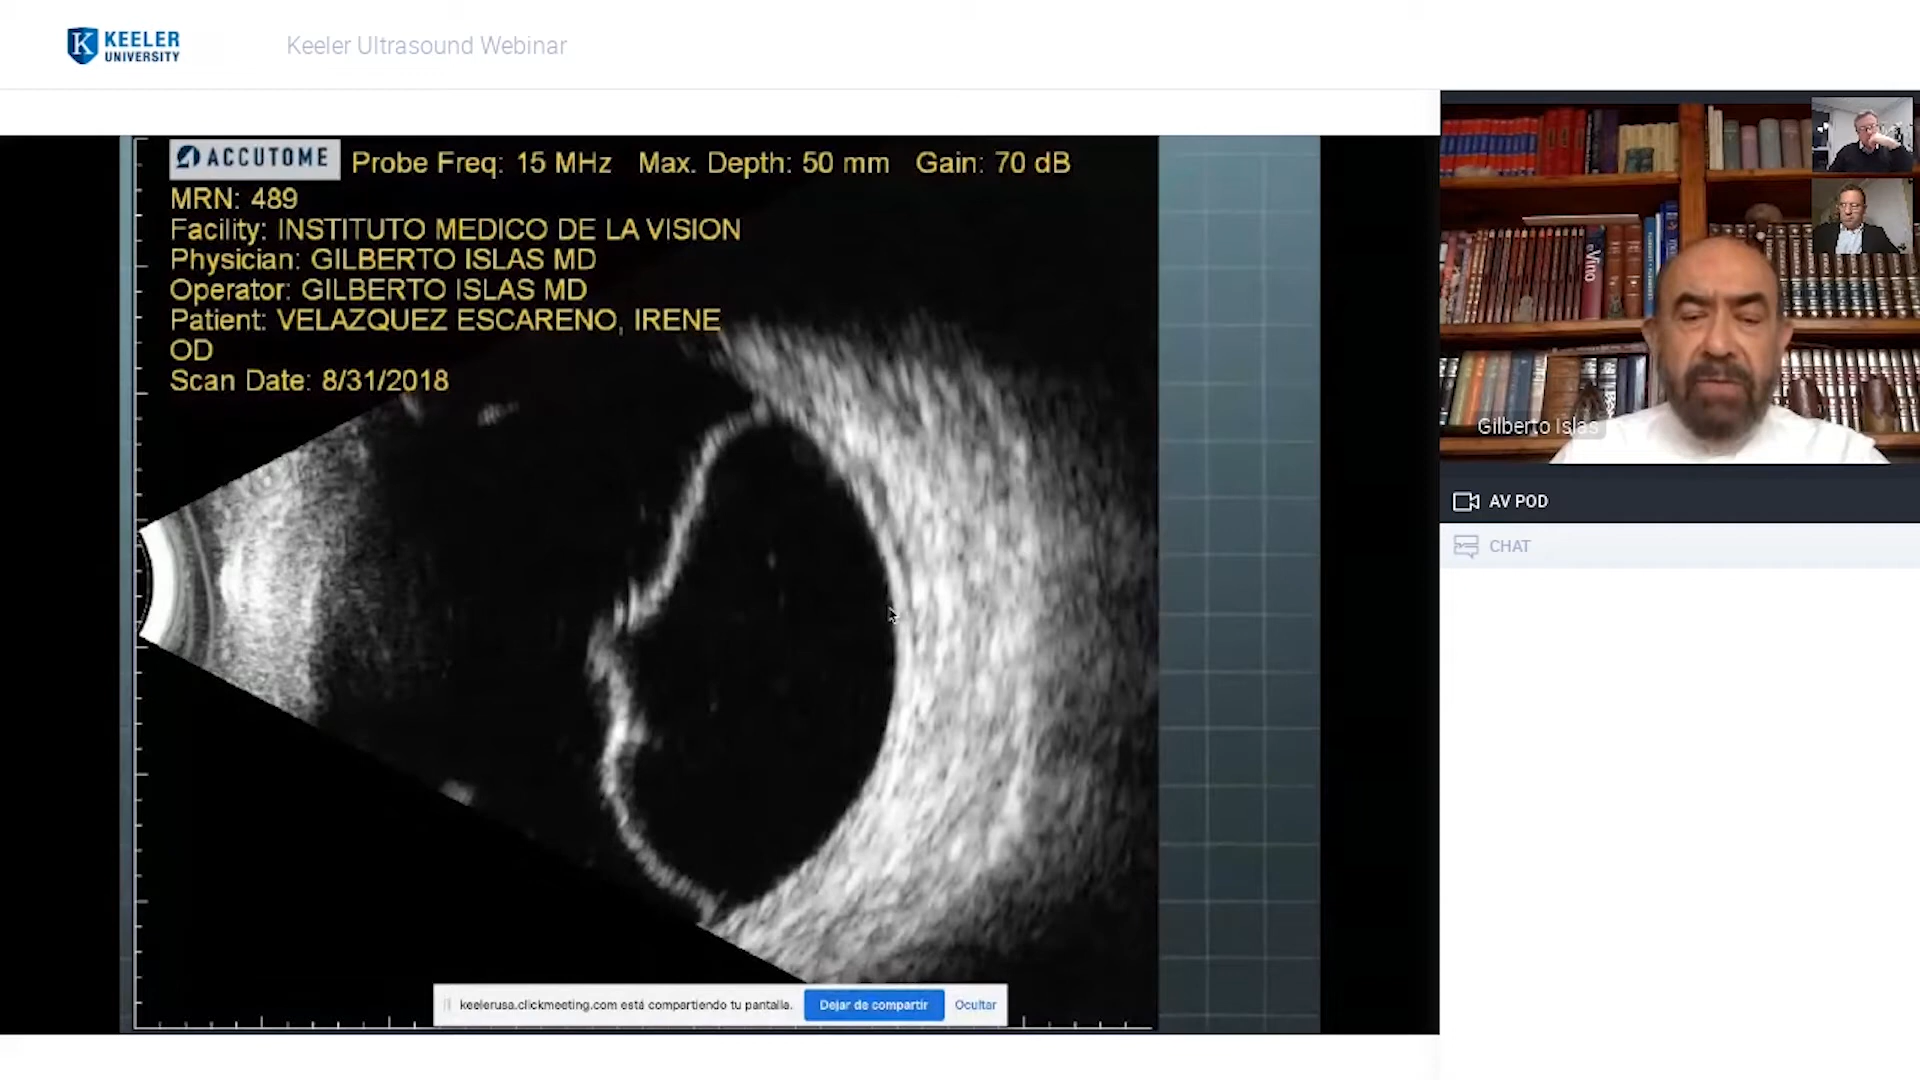 KEELER
UNIVERSITY
Keeler Ultrasound Webinar
ACCUTOME Probe Freq: 15 MHz Max. Depth: 50 mm Gain: 70 dB
MRN: 489
Facility: INSTITUTO MEDICO DE LA VISION
Physician: GILBERTO ISLAS MD
Operator: GILBERTO ISLAS MD
Patient: VELAZQUEZ ESCARENO, IRENE
OD
Scan Date: 8/31/2018
Vino
Gilberto Islas
AV POD
CHAT
keelerusa.clickmeeting.com está compartiendo tu pantalla. Dejar de compartir Ocultar